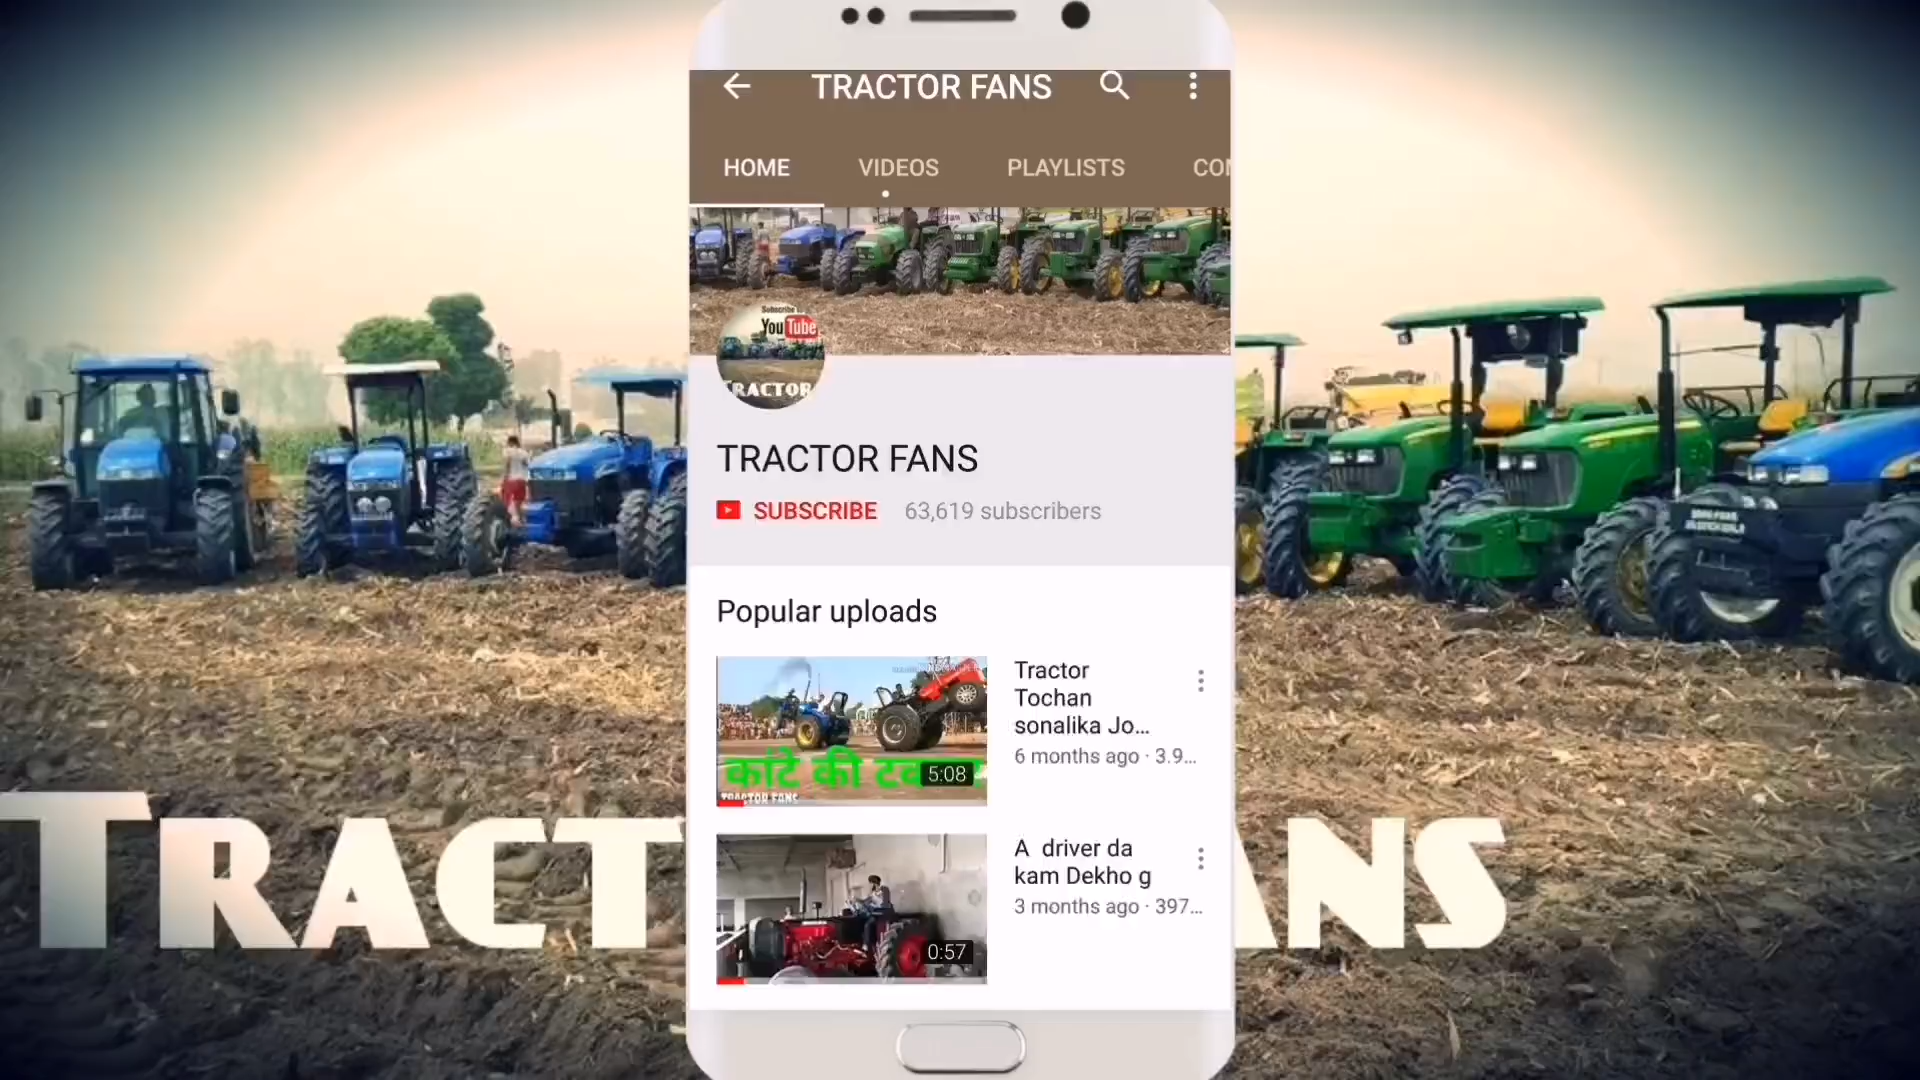 TRACTOR FANS
HOME VIDEOS PLAYLISTS CO
Subscribe
YouTube
TRACTOR
TRACTOR FANS
SUBSCRIBE 63,619 subscribers
Popular uploads
कांटे की
5:08
TRACTOR FANS
Tractor
Tochan
sonalika Jo...
6 months ago · 3.9...
0:57
A driver da
kam Dekho g
3 months ago · 397...
TRACT ANS